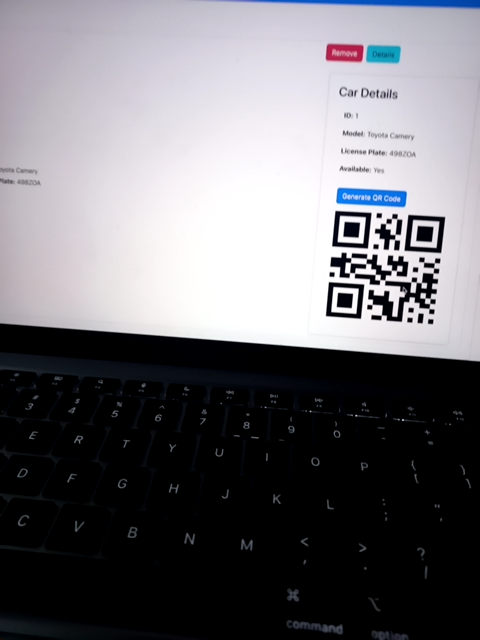 Remove Details
Car Details
ID: 1
Model: Toyota Camery
License Plate: 498ZOA
Available: Yes
Generate QR Code
oyota Camery
Plate: 498ZOA
# $ % ^ & * ( )
3 4 5 6 7 8 9 0
E R T Y U I O P
D F G H J K L
C V B N M < > ?
command option